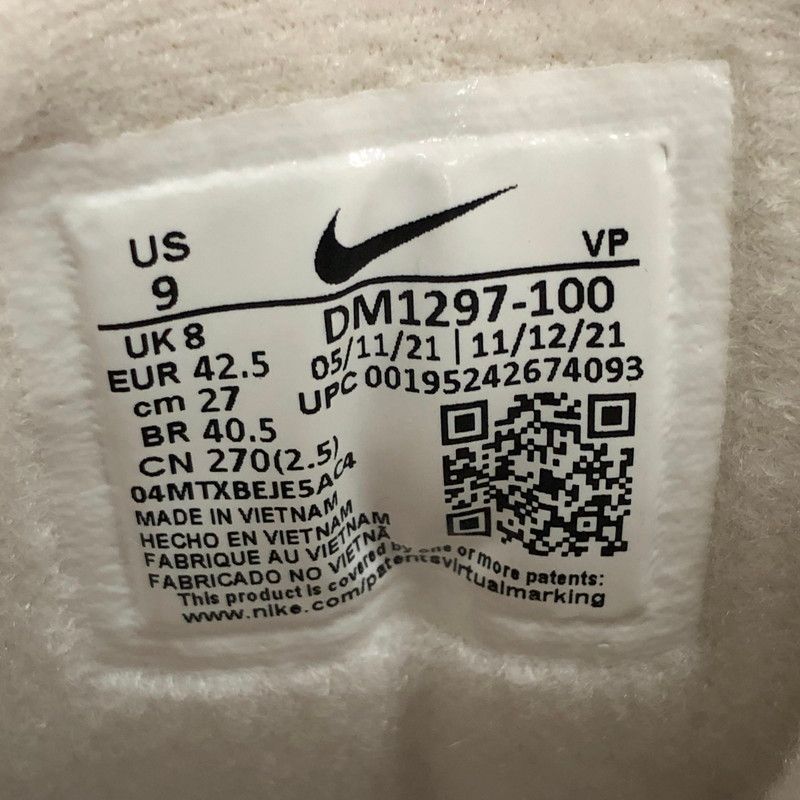 US
9
VP
DM1297-100
UK 8
05/11/21 | 11/12/21
EUR 42.5
UPC 00195242674093
cm 27
BR 40.5
CN 270(2.5)
04MTXBEJE5AC4
MADE IN VIETNAM
HECHO EN VIETNAM
FABRIQUE AU VIETNAM
FABRICADO NO VIETNÃ
This product is covered by one or more patents:
www.nike.com/patentsvirtualmarking